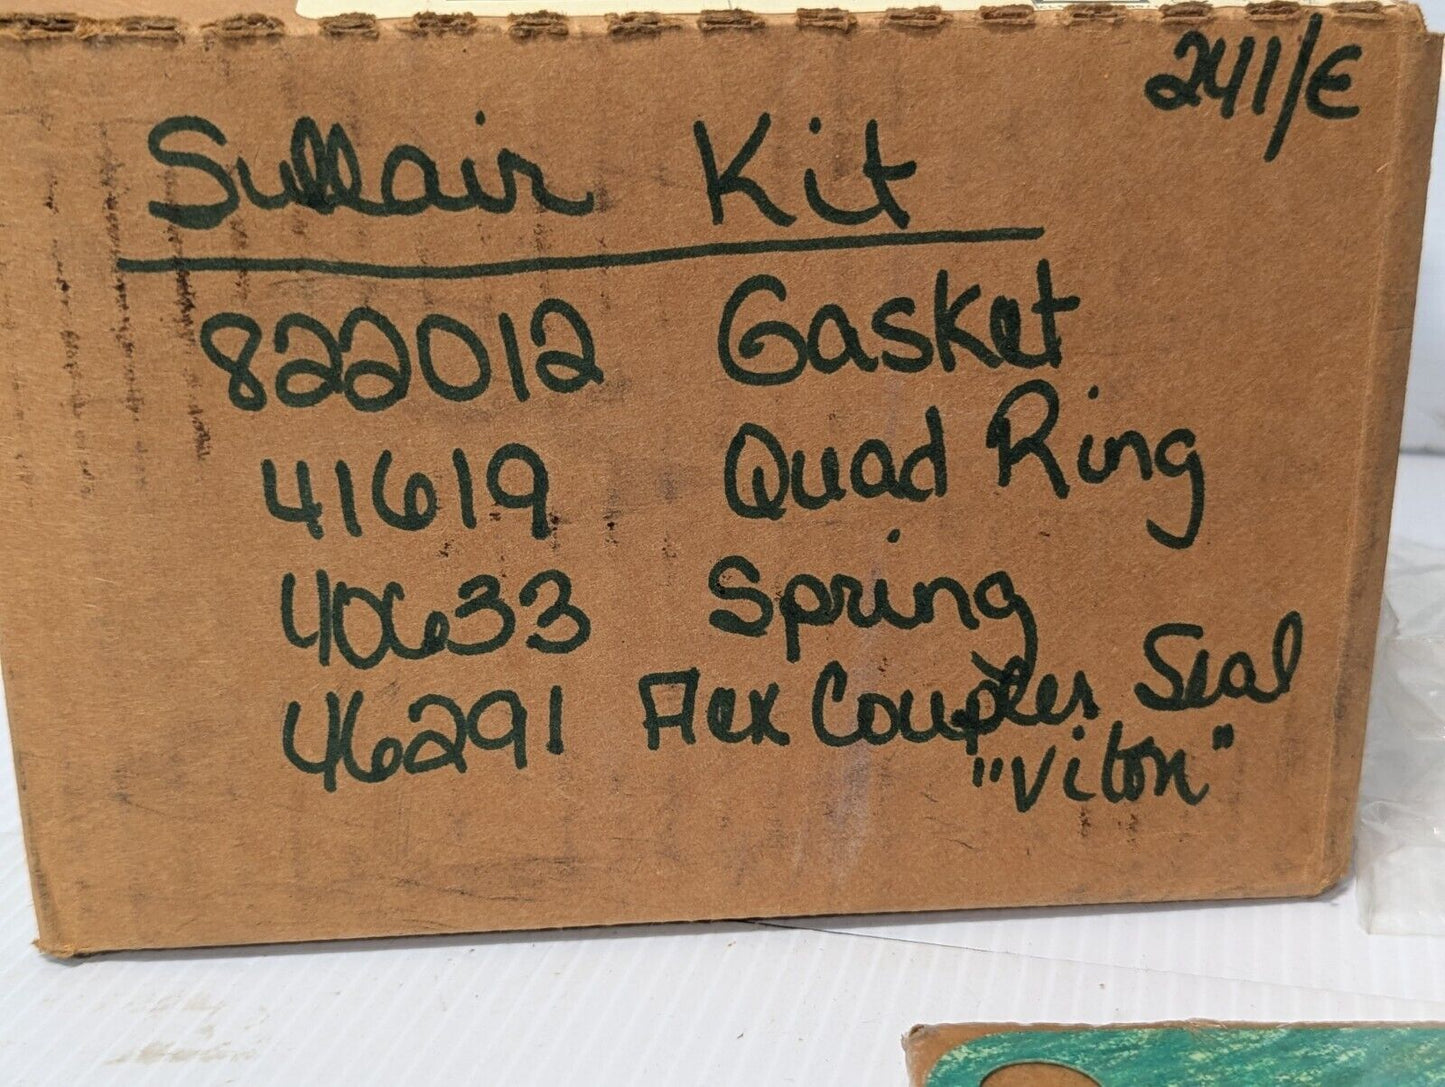 241/E
Sullair Kit
822012 Gasket
41619 Quad Ring
40633 Spring
46291 Flex Coupler Seal
"Viton"